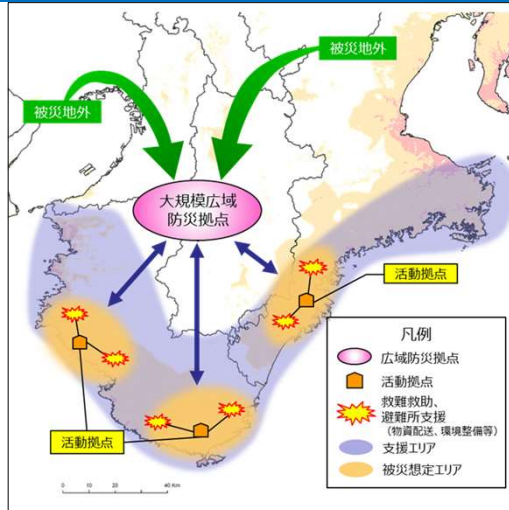 被災地外
被災地外
大規模広域
防災拠点
活動拠点
活動拠点
凡例
広域防災拠点
活動拠点
救難救助、
避難所支援
(物資配送、環境整備等)
支援エリア
被災想定エリア
0 10 20 40 Km